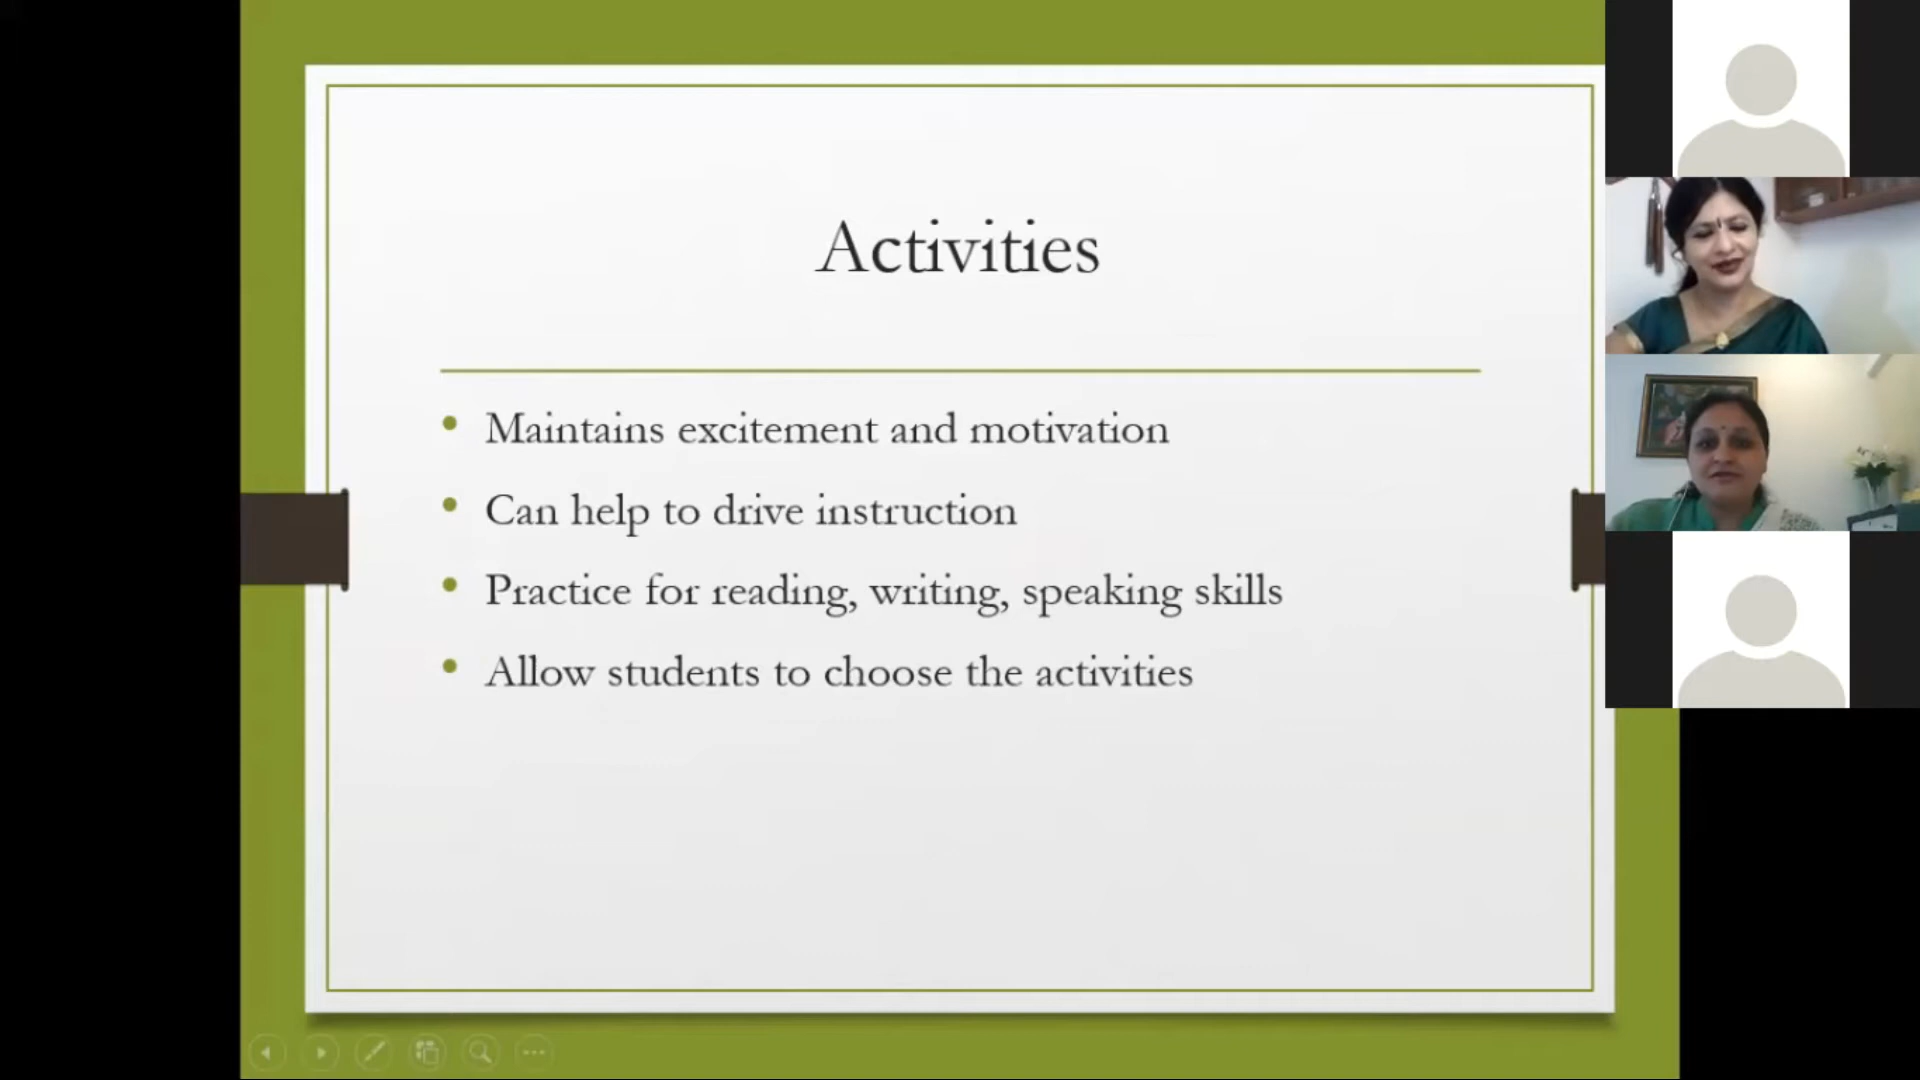 Activities
Maintains excitement and motivation
Can help to drive instruction
Practice for reading, writing, speaking skills
Allow students to choose the activities